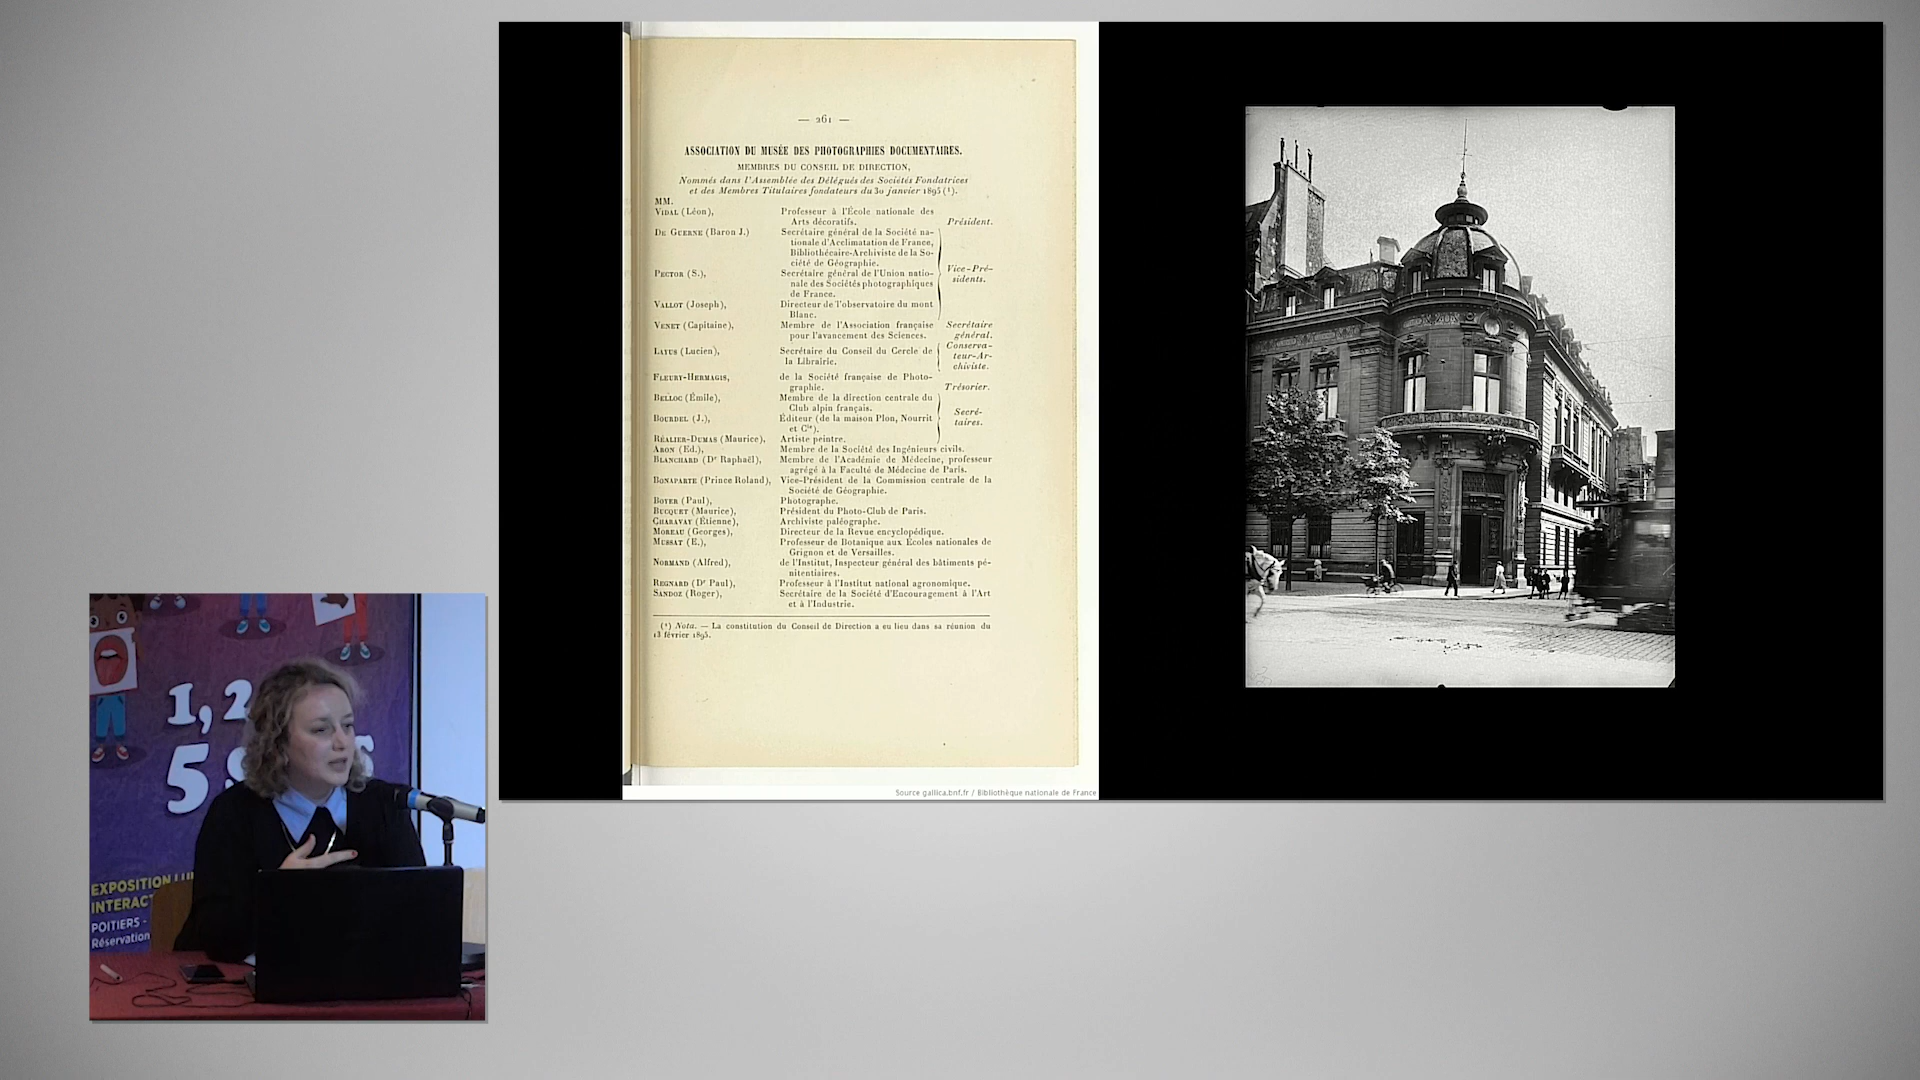 — 261 —
ASSOCIATION DU MUSÉE DES PHOTOGRAPHIES DOCUMENTAIRES.
MEMBRES DU CONSEIL DE DIRECTION,
Nommés dans l'Assemblée des Délégués des Sociétés Fondatrices
et des Membres Titulaires fondateurs du 30 janvier 1895 (¹).
MM.
VIDAL (Léon), Professeur à l'École nationale des
Arts décoratifs. Président.
DE GUERNE (Baron J.) Secrétaire général de la Société na-
tionale d'Acclimatation de France,
Bibliothécaire-Archiviste de la So-
ciété de Géographie.
Vice-Pré-
sidents.
PECTOR (S.), Secrétaire général de l'Union natio-
nale des Sociétés photographiques
de France.
VALLOT (Joseph), Directeur de l'observatoire du mont
Blanc.
VENET (Capitaine), Membre de l'Association française
pour l'avancement des Sciences.
Secrétaire
général.
LAYUS (Lucien), Secrétaire du Conseil du Cercle de
la Librairie.
Conserva-
teur-Ar-
chiviste.
FLEURY-HERMAGIS, de la Société française de Photo-
graphie. Trésorier.
BELLOC (Émile), Membre de la direction centrale du
Club alpin français.
BOURDEL (J.), Éditeur (de la maison Plon, Nourrit
et Cie).
Secré-
taires.
RÉALIER-DUMAS (Maurice), Artiste peintre.
ARON (Ed.), Membre de la Société des Ingénieurs civils.
BLANCHARD (Dr Raphaël), Membre de l'Académie de Médecine, professeur
agrégé à la Faculté de Médecine de Paris.
BONAPARTE (Prince Roland), Vice-Président de la Commission centrale de la
Société de Géographie.
BOYER (Paul), Photographe.
BUCQUET (Maurice), Président du Photo-Club de Paris.
CHARAVAY (Étienne), Archiviste paléographe.
MOREAU (Georges), Directeur de la Revue encyclopédique.
MUSSAT (E.), Professeur de Botanique aux Écoles nationales de
Grignon et de Versailles.
NORMAND (Alfred), de l'Institut, Inspecteur général des bâtiments pé-
nitentiaires.
REGNARD (Dr Paul), Professeur à l'Institut national agronomique.
SANDOZ (Roger), Secrétaire de la Société d'Encouragement à l'Art
et à l'Industrie.
(¹) Nota. — La constitution du Conseil de Direction a eu lieu dans sa réunion du
13 février 1895.
Source gallica.bnf.fr / Bibliothèque nationale de France
1, 2
5
EXPOSITION
INTERACT
POITIERS -
Réservation